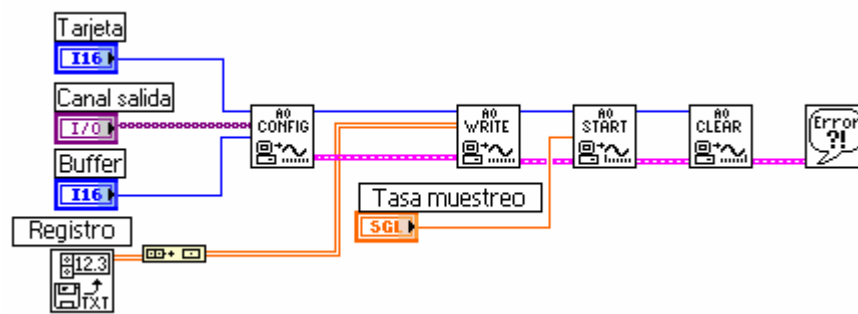 Tarjeta
I16
Canal salida
I/O
Buffer
I16
AO
CONFIG
AO
WRITE
AO
START
AO
CLEAR
Error
?!
Tasa muestreo
SGL
Registro
12.3
TXT